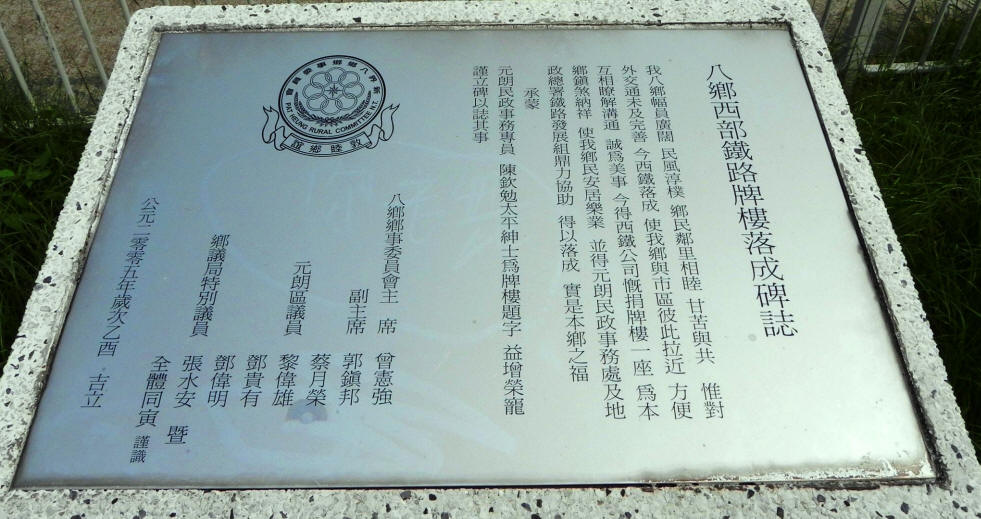 八鄉西部鐵路牌樓落成碑誌
我八鄉幅員廣闊 民風淳樸 鄉民鄰里相睦 甘苦與共 惟對
外交通未及完善 今西鐵落成 使我鄉與市區彼此拉近 方便
互相瞭解溝通 誠爲美事 今得西鐵公司慨捐牌樓一座 爲本
鄉鎮煞納祥 使我鄉民安居樂業 並得元朗民政事務處及地
政總署鐵路發展組鼎力協助 得以落成 實是本鄉之福
承蒙
元朗民政事務專員 陳欽勉太平紳士爲牌樓題字 益增榮寵
謹立碑以誌其事
八鄉鄉事委員會主 席 曾憲強
副主席 郭鎮邦
蔡月榮
元朗區議員 黎偉雄
鄧貴有
鄧偉明
鄉議局特別議員 張水安 暨
全體同寅 謹識
公元二零零五年歲次乙酉 吉立
新界八鄉鄉事委員會
PAT HEUNG RURAL COMMITTEE N.T.
敦睦鄉誼